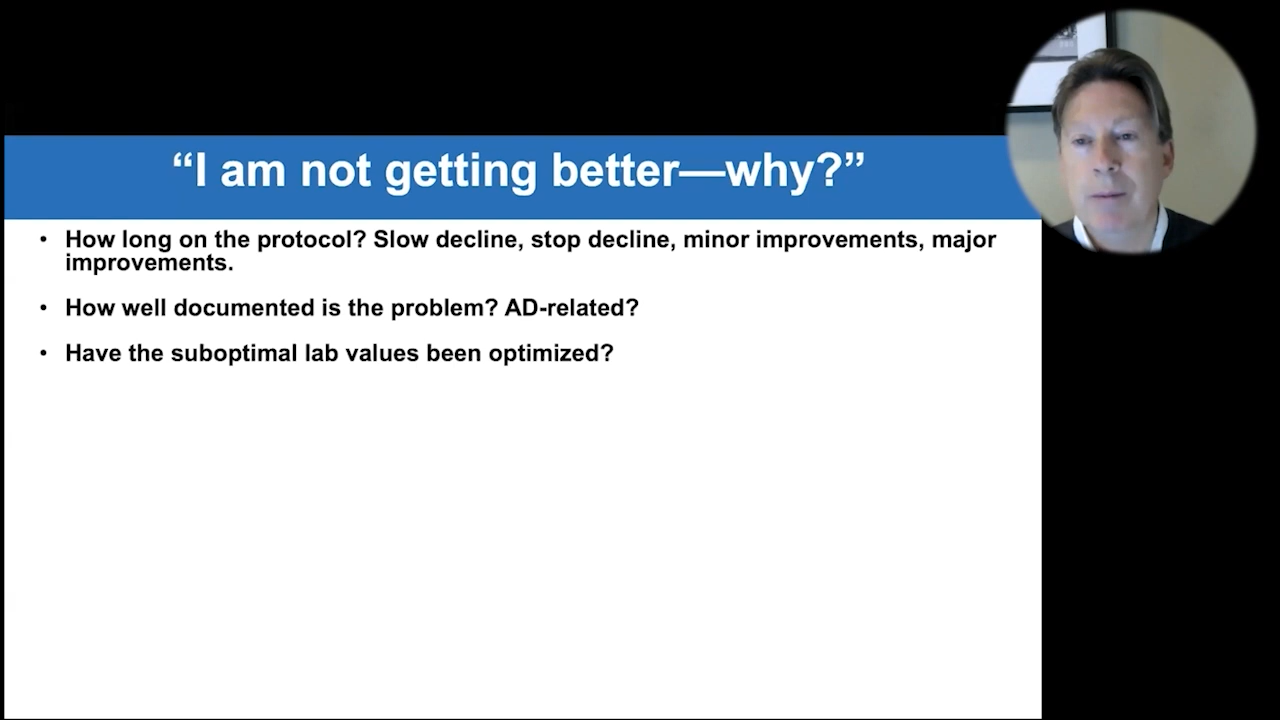 “I am not getting better—why?”
• How long on the protocol? Slow decline, stop decline, minor improvements, major
improvements.
• How well documented is the problem? AD-related?
• Have the suboptimal lab values been optimized?